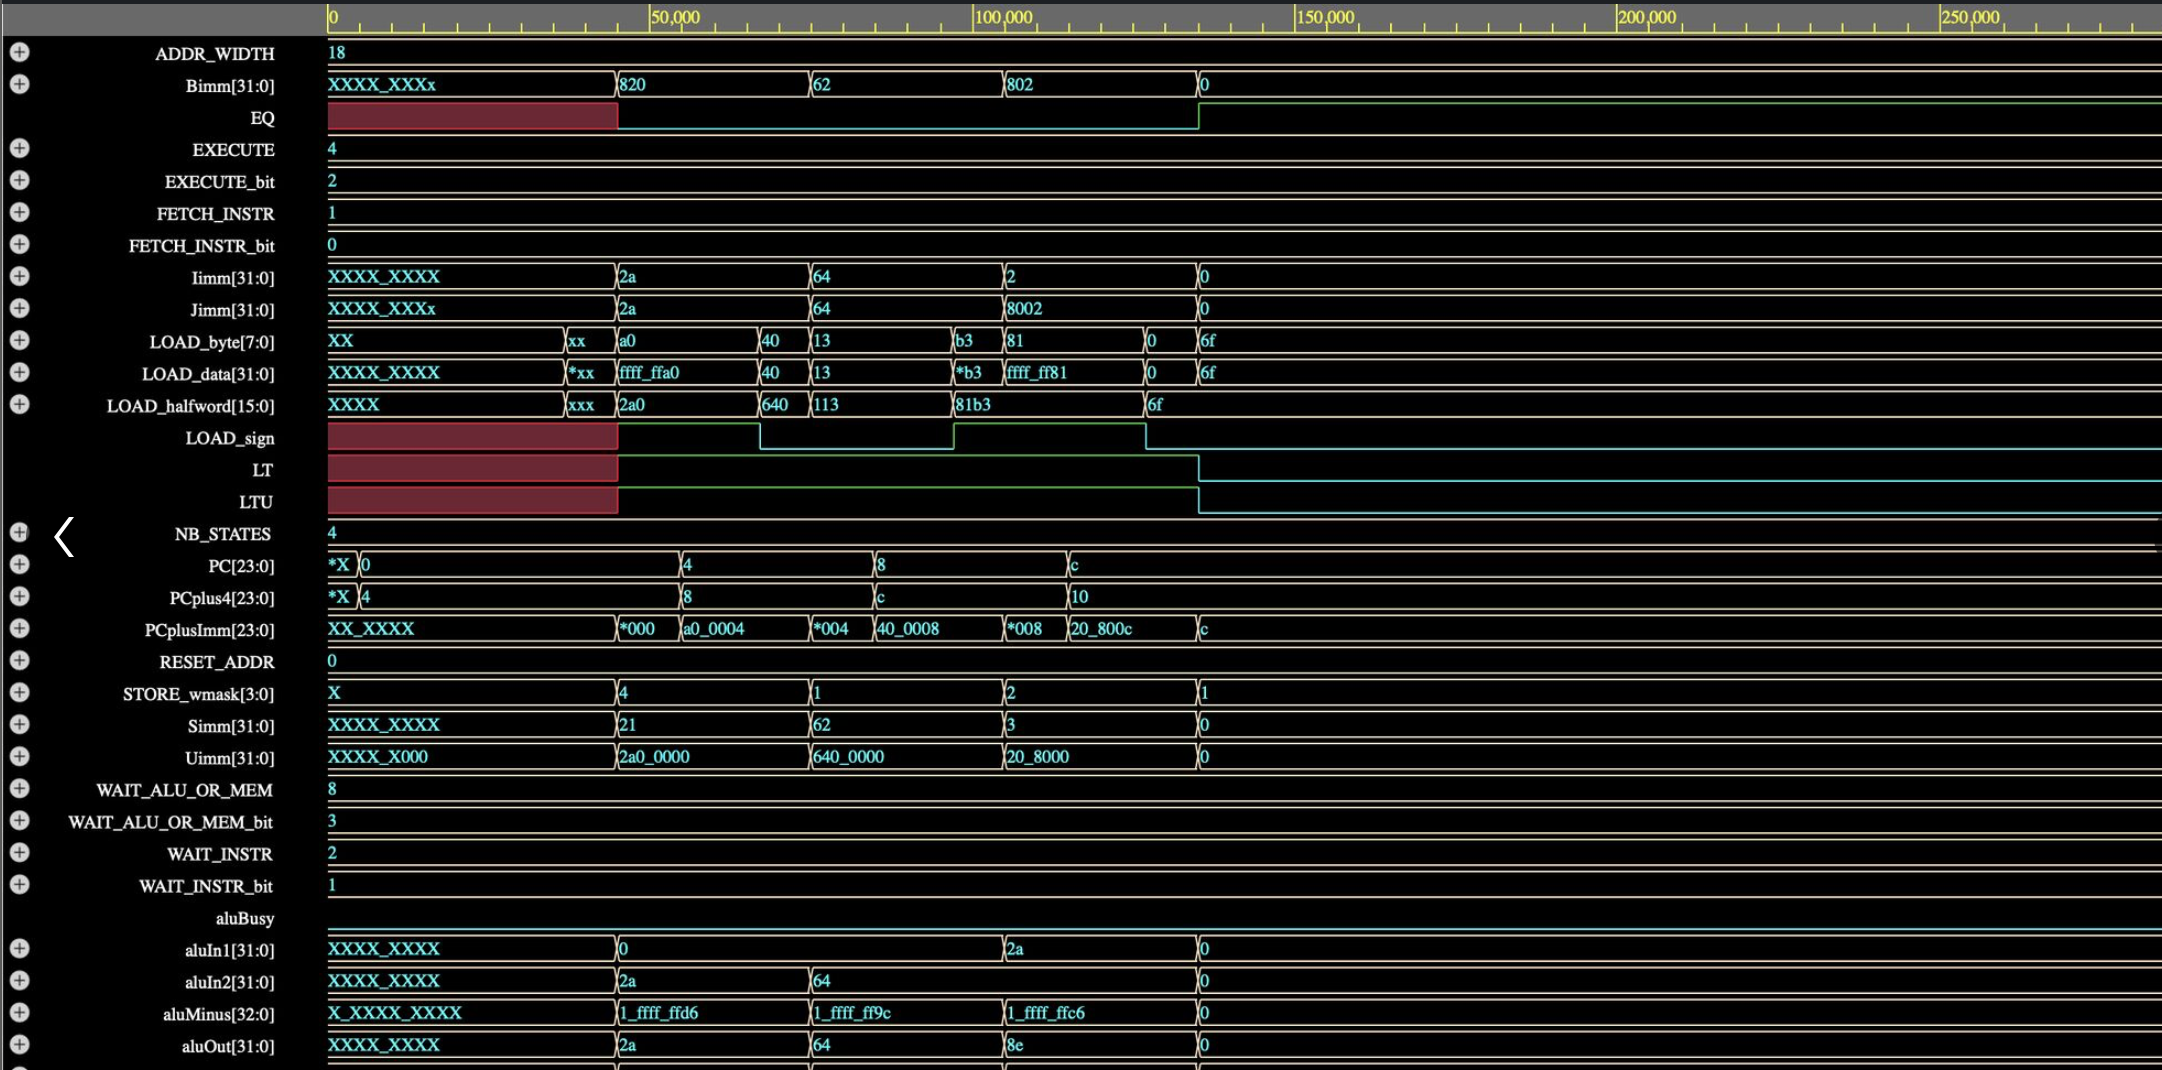 0 50,000 100,000 150,000 200,000 250,000
ADDR_WIDTH 18
Bimm[31:0] XXXX_XXXx 820 62 802 0
EQ
EXECUTE 4
EXECUTE_bit 2
FETCH_INSTR 1
FETCH_INSTR_bit 0
Iimm[31:0] XXXX_XXXX 2a 64 2 0
Jimm[31:0] XXXX_XXXx 2a 64 8002 0
LOAD_byte[7:0] XX xx a0 40 13 b3 81 0 6f
LOAD_data[31:0] XXXX_XXXX *xx ffff_ffa0 40 13 *b3 ffff_ff81 0 6f
LOAD_halfword[15:0] XXXX xxx 2a0 640 113 81b3 6f
LOAD_sign
LT
LTU
NB_STATES 4
PC[23:0] *X 0 4 8 c
PCplus4[23:0] *X 4 8 c 10
PCplusImm[23:0] XX_XXXX *000 a0_0004 *004 40_0008 *008 20_800c c
RESET_ADDR 0
STORE_wmask[3:0] X 4 1 2 1
Simm[31:0] XXXX_XXXX 21 62 3 0
Uimm[31:0] XXXX_X000 2a0_0000 640_0000 20_8000 0
WAIT_ALU_OR_MEM 8
WAIT_ALU_OR_MEM_bit 3
WAIT_INSTR 2
WAIT_INSTR_bit 1
aluBusy
aluIn1[31:0] XXXX_XXXX 0 2a 0
aluIn2[31:0] XXXX_XXXX 2a 64 0
aluMinus[32:0] X_XXXX_XXXX 1_ffff_ffd6 1_ffff_ff9c 1_ffff_ffc6 0
aluOut[31:0] XXXX_XXXX 2a 64 8e 0